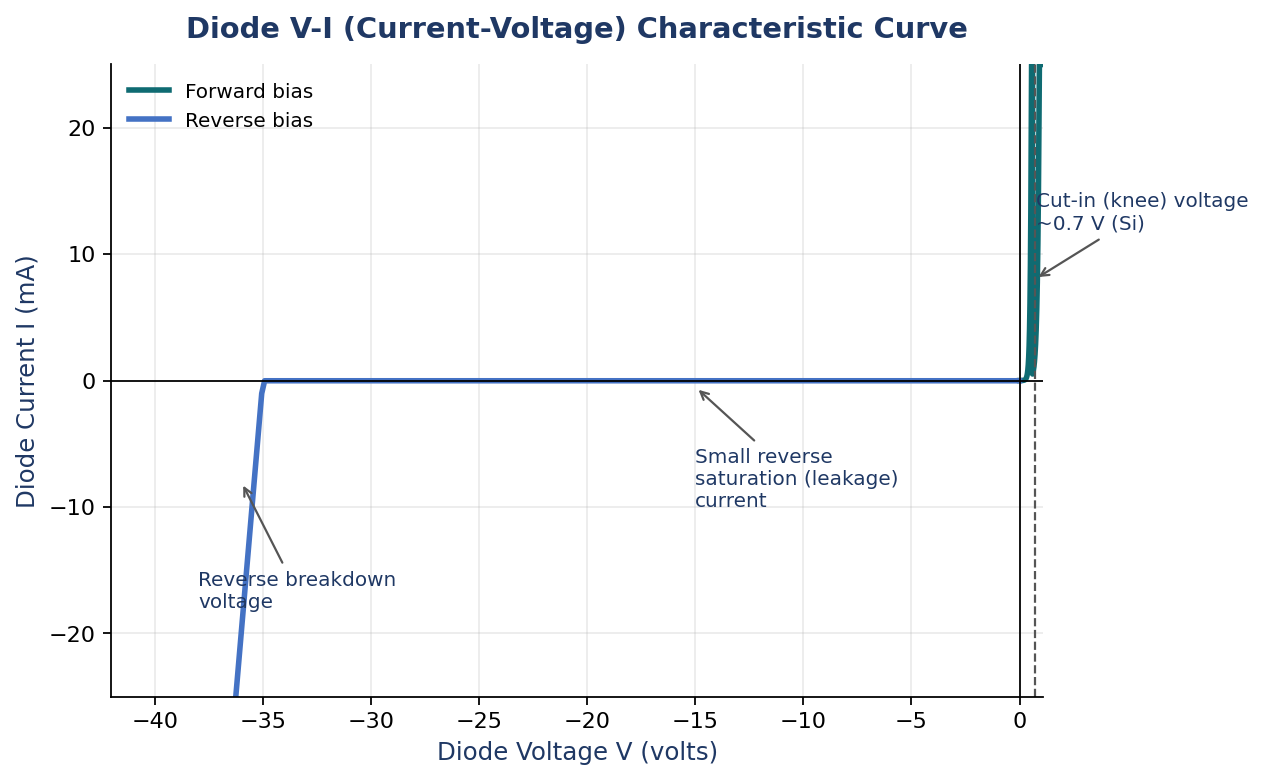 Diode V-I (Current-Voltage) Characteristic Curve
Forward bias
Reverse bias
20
10
0
−10
−20
Diode Current I (mA)
Cut-in (knee) voltage
~0.7 V (Si)
Small reverse
saturation (leakage)
current
Reverse breakdown
voltage
−40
−35
−30
−25
−20
−15
−10
−5
0
Diode Voltage V (volts)